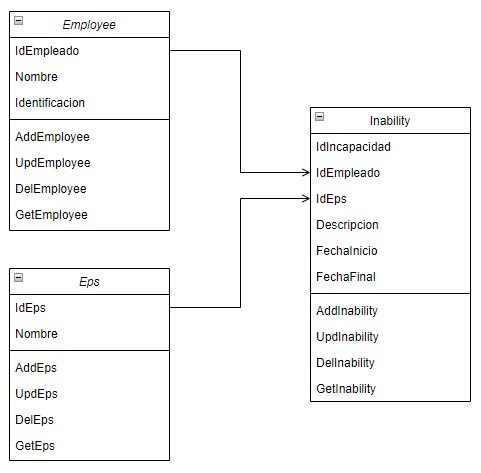 Employee
IdEmpleado
Nombre
Identificacion
AddEmployee
UpdEmployee
DelEmployee
GetEmployee
Eps
IdEps
Nombre
AddEps
UpdEps
DelEps
GetEps
Inability
IdIncapacidad
IdEmpleado
IdEps
Descripcion
FechaInicio
FechaFinal
AddInability
UpdInability
DelInability
GetInability